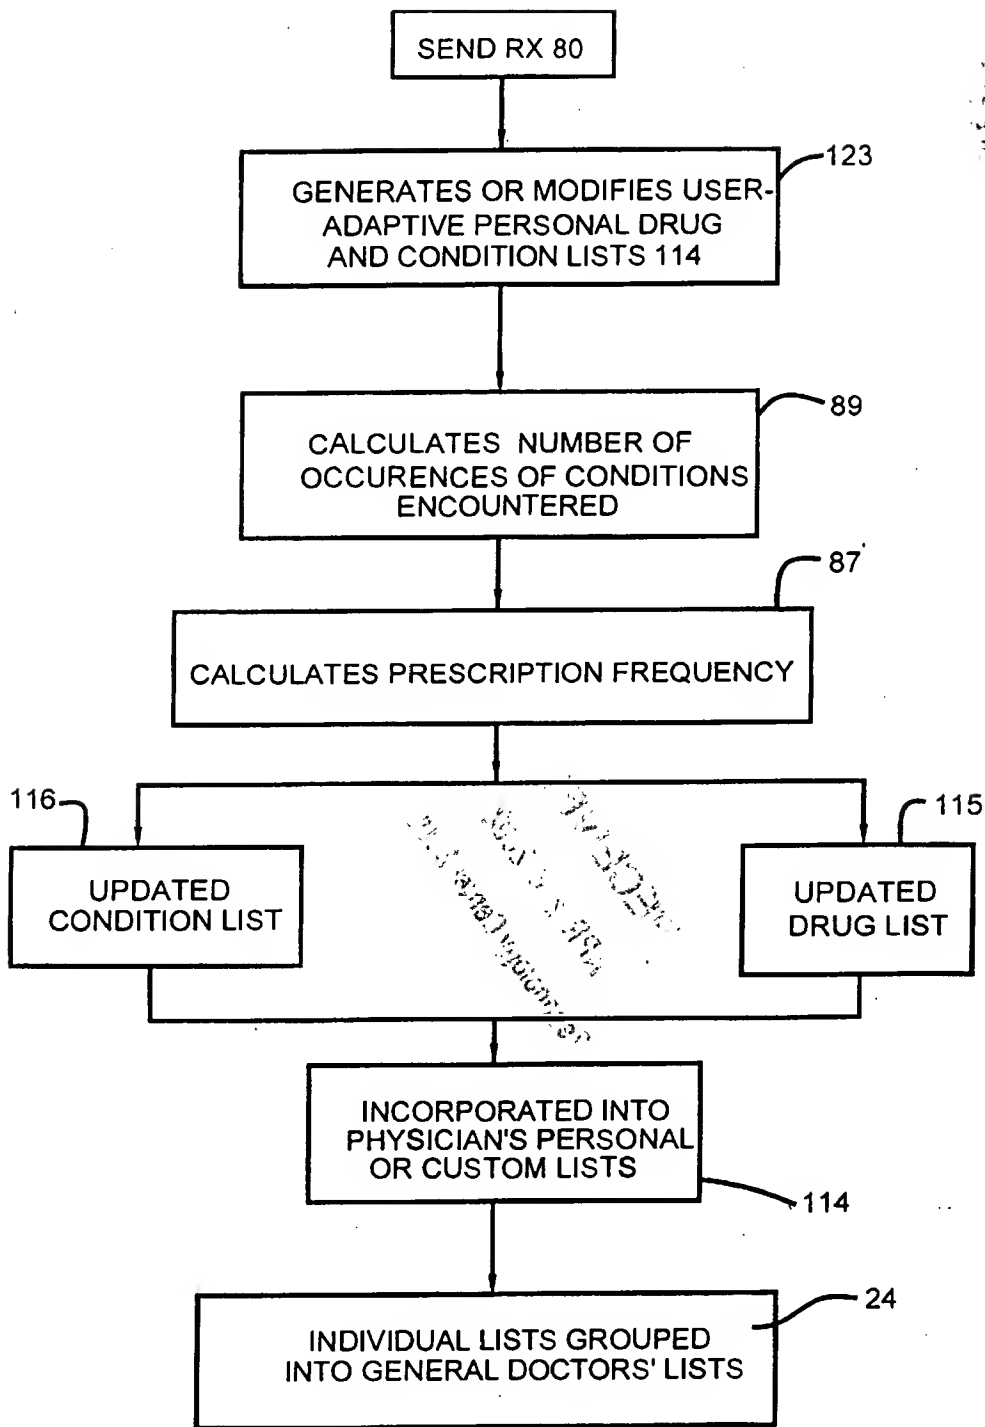 SEND RX 80
123
GENERATES OR MODIFIES USER-
ADAPTIVE PERSONAL DRUG
AND CONDITION LISTS 114
89
CALCULATES NUMBER OF
OCCURENCES OF CONDITIONS
ENCOUNTERED
87
CALCULATES PRESCRIPTION FREQUENCY
116
115
UPDATED
CONDITION LIST
UPDATED
DRUG LIST
INCORPORATED INTO
PHYSICIAN'S PERSONAL
OR CUSTOM LISTS
114
24
INDIVIDUAL LISTS GROUPED
INTO GENERAL DOCTORS' LISTS